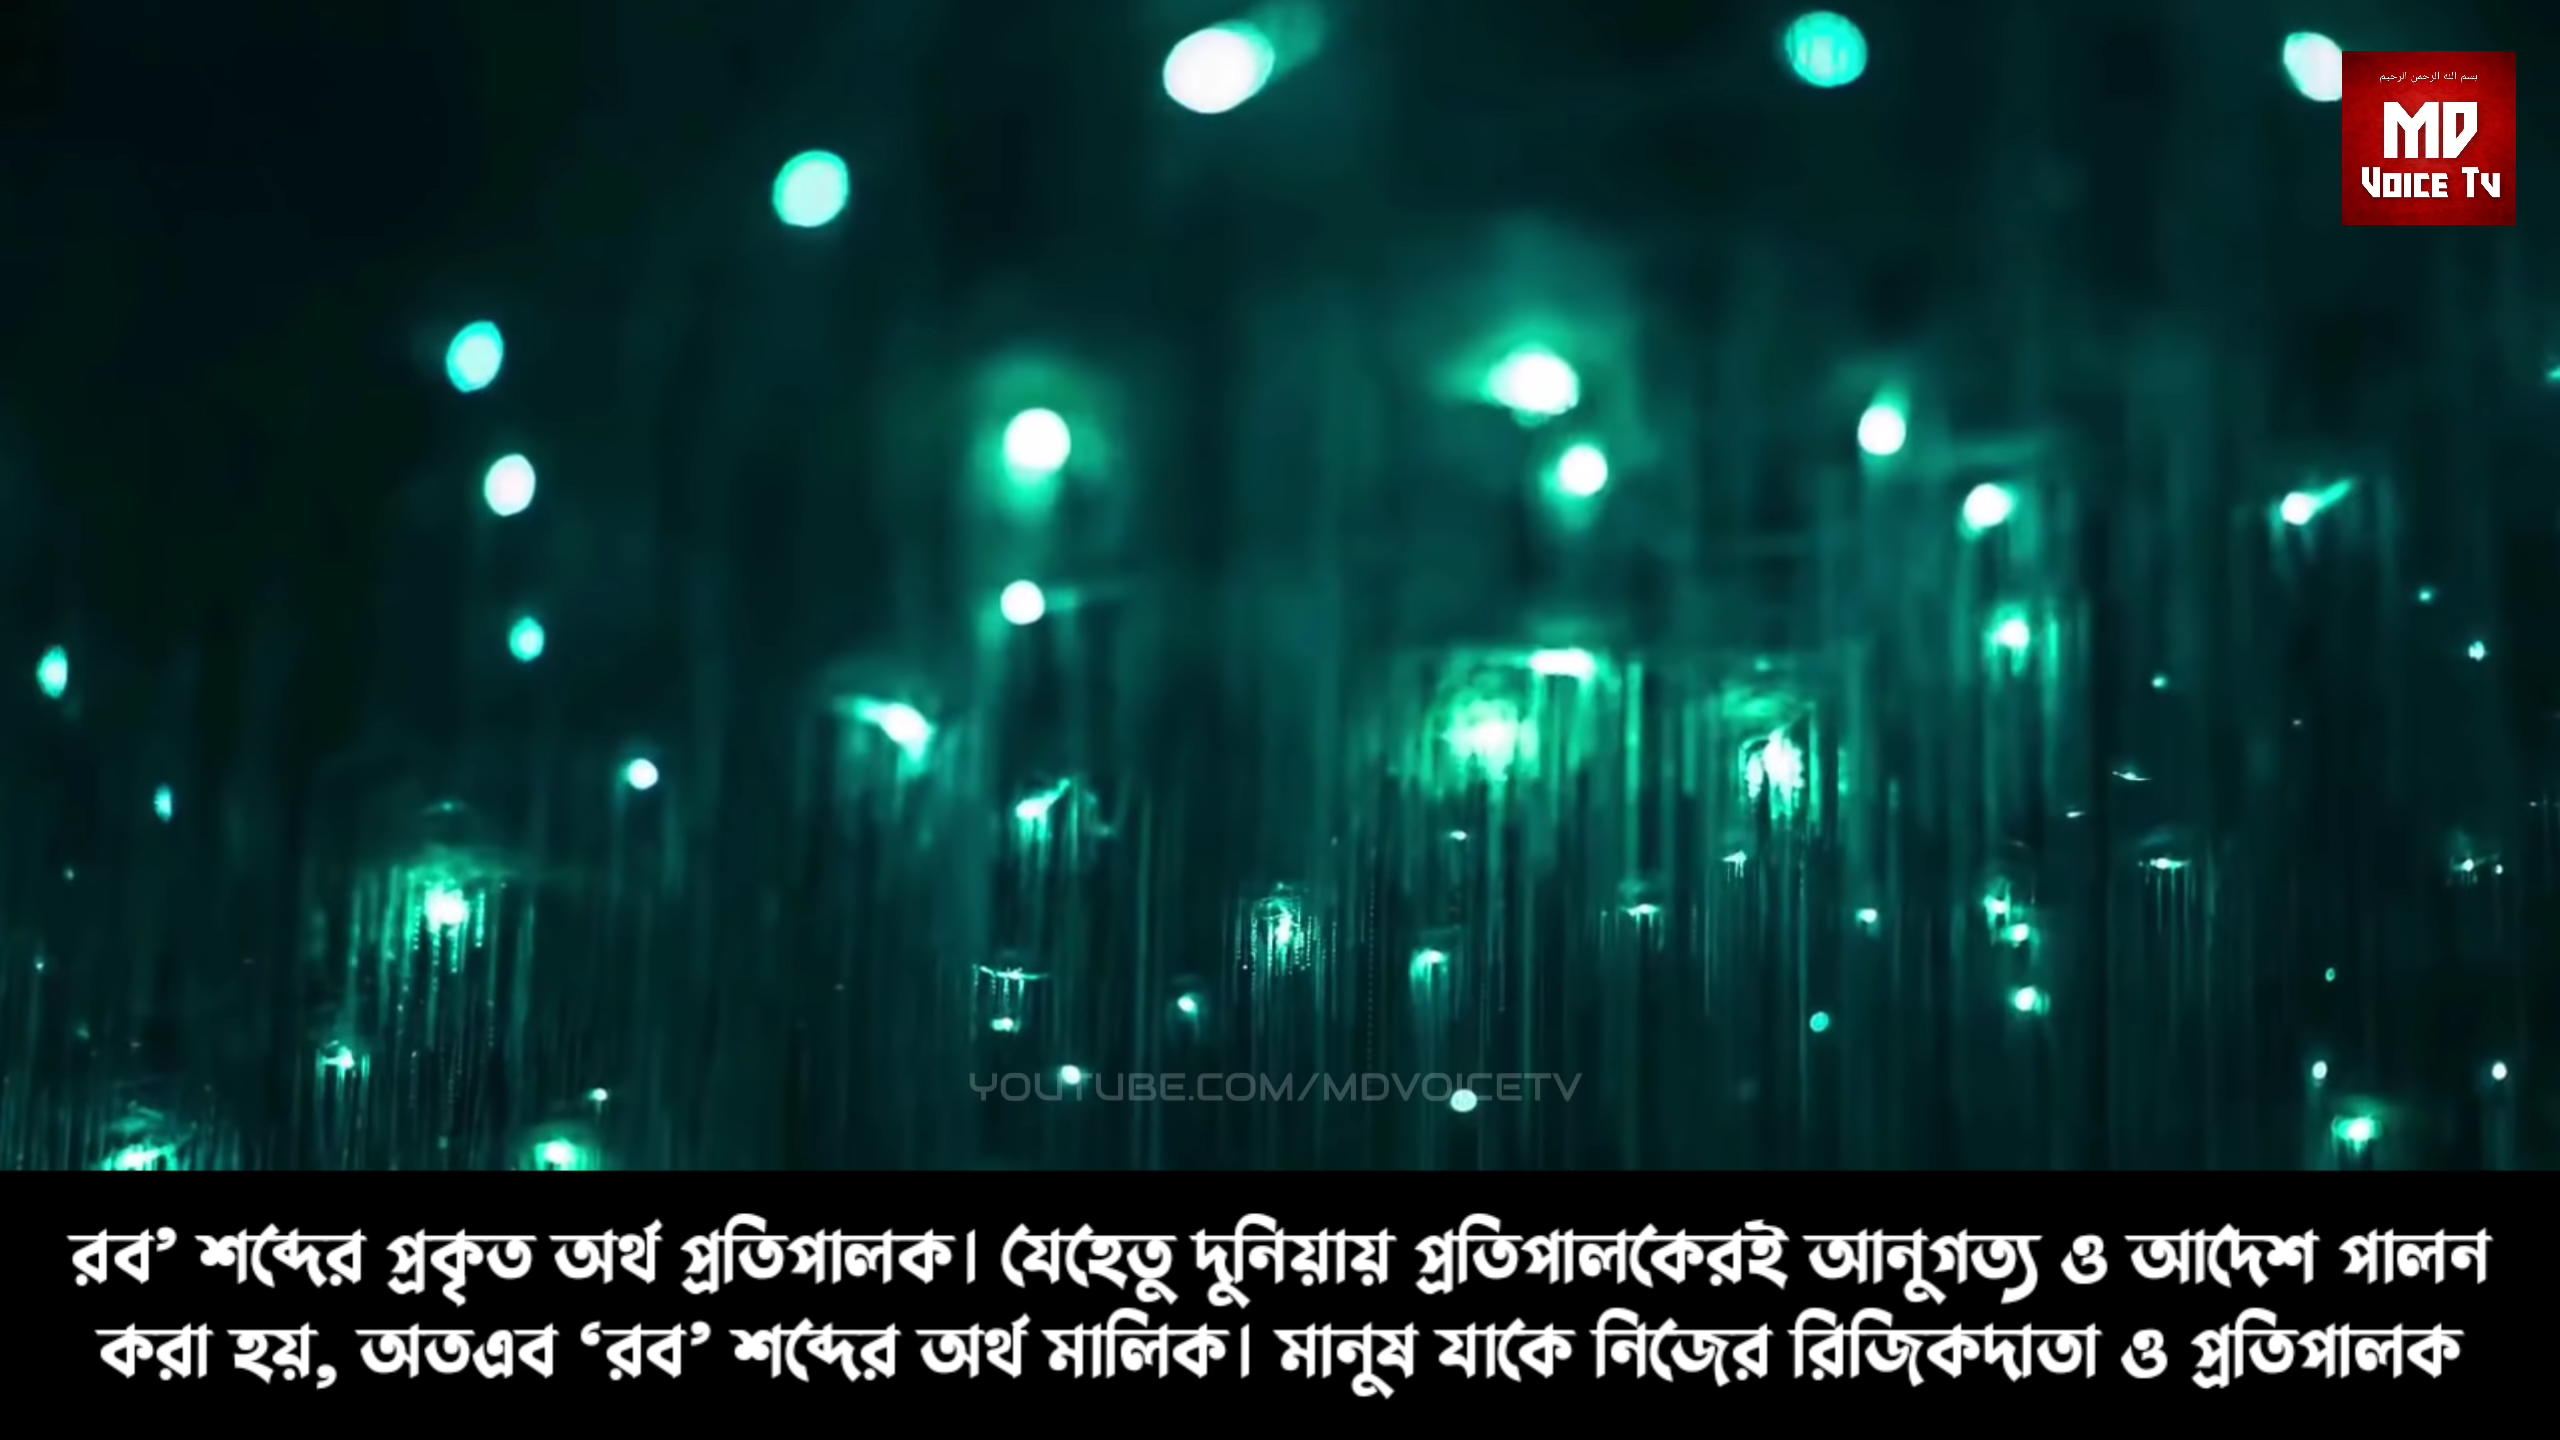 بسم الله الرحمن الرحيم
MD
VOICE TV
YOUTUBE.COM/MDVOICETV
রব’ শব্দের প্রকৃত অর্থ প্রতিপালক। যেহেতু দুনিয়ায় প্রতিপালকেরই আনুগত্য ও আদেশ পালন
করা হয়, অতএব ‘রব’ শব্দের অর্থ মালিক। মানুষ যাকে নিজের রিজিকদাতা ও প্রতিপালক